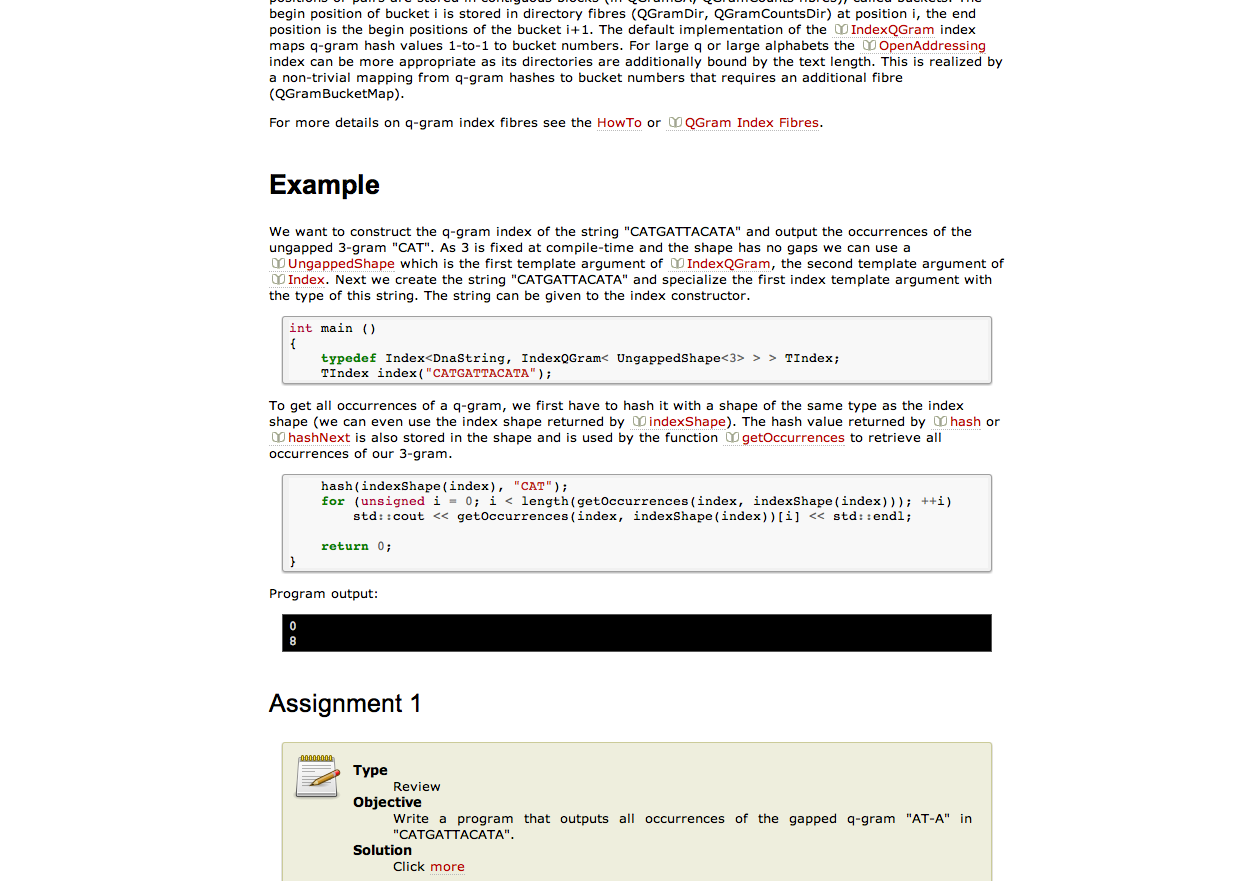 positions or pairs are stored in contiguous blocks (in QGramSA, QGramCounts fibres), called buckets. The
begin position of bucket i is stored in directory fibres (QGramDir, QGramCountsDir) at position i, the end
position is the begin positions of the bucket i+1. The default implementation of the IndexQGram index
maps q-gram hash values 1-to-1 to bucket numbers. For large q or large alphabets the OpenAddressing
index can be more appropriate as its directories are additionally bound by the text length. This is realized by
a non-trivial mapping from q-gram hashes to bucket numbers that requires an additional fibre
(QGramBucketMap).
For more details on q-gram index fibres see the HowTo or QGram Index Fibres.
Example
We want to construct the q-gram index of the string "CATGATTACATA" and output the occurrences of the
ungapped 3-gram "CAT". As 3 is fixed at compile-time and the shape has no gaps we can use a
UngappedShape which is the first template argument of IndexQGram, the second template argument of
Index. Next we create the string "CATGATTACATA" and specialize the first index template argument with
the type of this string. The string can be given to the index constructor.
int main ()
{
    typedef Index<DnaString, IndexQGram< UngappedShape<3> > > TIndex;
    TIndex index("CATGATTACATA");
To get all occurrences of a q-gram, we first have to hash it with a shape of the same type as the index
shape (we can even use the index shape returned by indexShape). The hash value returned by hash or
hashNext is also stored in the shape and is used by the function getOccurrences to retrieve all
occurrences of our 3-gram.
    hash(indexShape(index), "CAT");
    for (unsigned i = 0; i < length(getOccurrences(index, indexShape(index))); ++i)
        std::cout << getOccurrences(index, indexShape(index))[i] << std::endl;
    return 0;
}
Program output:
0
8
Assignment 1
Type
Review
Objective
Write a program that outputs all occurrences of the gapped q-gram "AT-A" in
"CATGATTACATA".
Solution
Click more